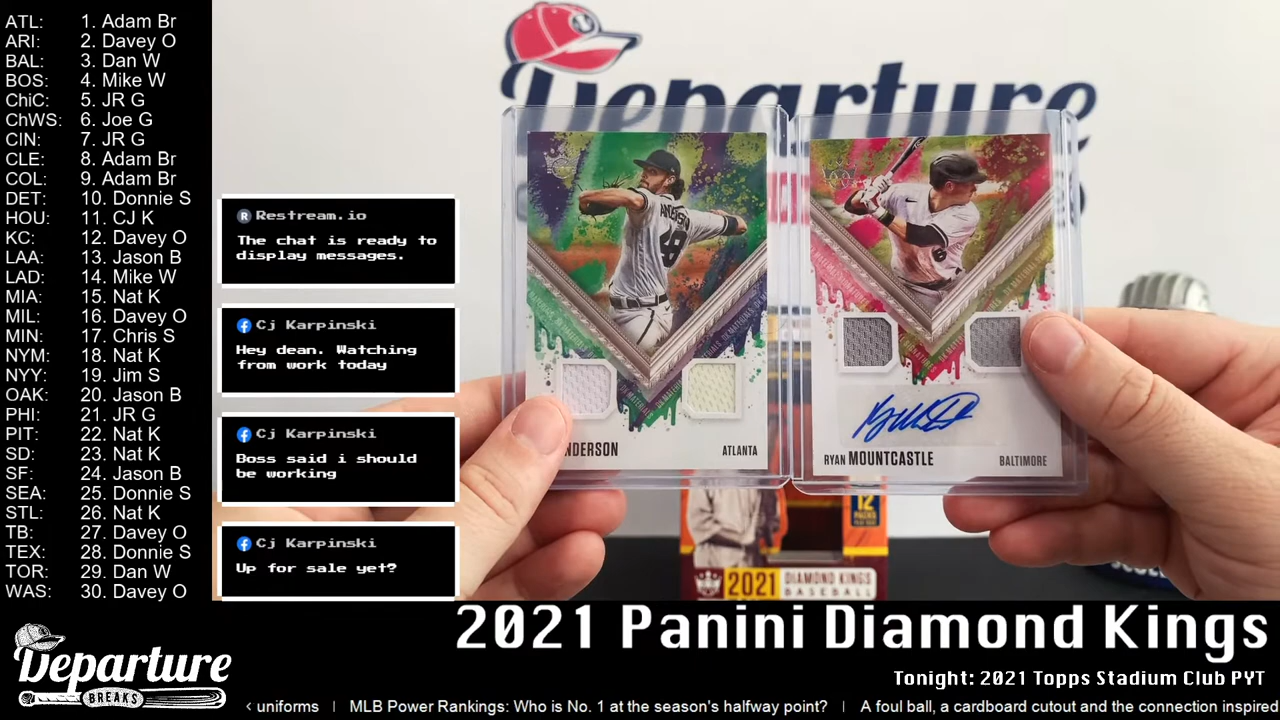 ATL: 1. Adam Br
ARI: 2. Davey O
BAL: 3. Dan W
BOS: 4. Mike W
ChiC: 5. JR G
ChWS: 6. Joe G
CIN: 7. JR G
CLE: 8. Adam Br
COL: 9. Adam Br
DET: 10. Donnie S
HOU: 11. CJ K
KC: 12. Davey O
LAA: 13. Jason B
LAD: 14. Mike W
MIA: 15. Nat K
MIL: 16. Davey O
MIN: 17. Chris S
NYM: 18. Nat K
NYY: 19. Jim S
OAK: 20. Jason B
PHI: 21. JR G
PIT: 22. Nat K
SD: 23. Nat K
SF: 24. Jason B
SEA: 25. Donnie S
STL: 26. Nat K
TB: 27. Davey O
TEX: 28. Donnie S
TOR: 29. Dan W
WAS: 30. Davey O
Restream.io
The chat is ready to
display messages.
Cj Karpinski
Hey dean. Watching
from work today
Cj Karpinski
Boss said i should
be working
Cj Karpinski
Up for sale yet?
Departure
ANDERSON
48
NDERSON
ATLANTA
6
RYAN MOUNTCASTLE
BALTIMORE
12
2021 DIAMOND KINGS
BASEBALL
Departure
BREAKS
2021 Panini Diamond Kings
Tonight: 2021 Topps Stadium Club PYT
< uniforms | MLB Power Rankings: Who is No. 1 at the season's halfway point? | A foul ball, a cardboard cutout and the connection inspired